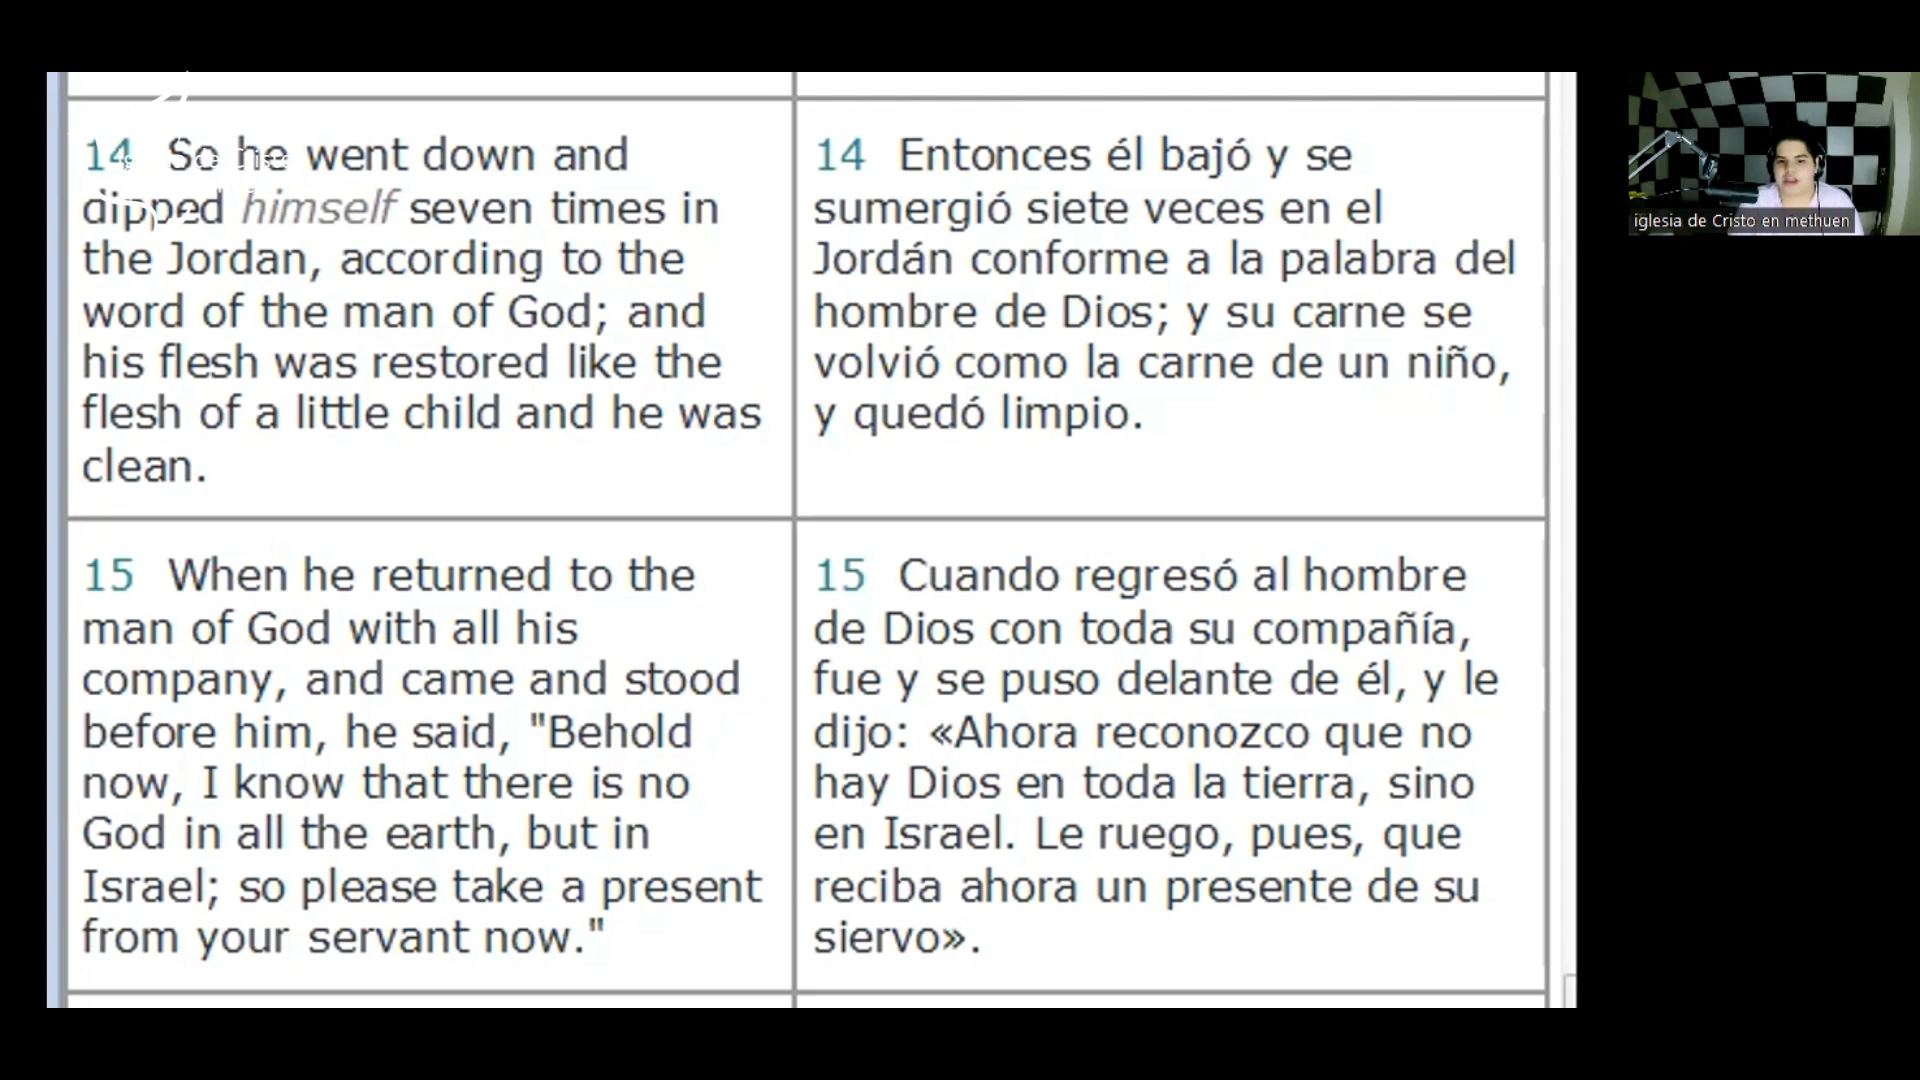 14 So he went down and
dipped himself seven times in
the Jordan, according to the
word of the man of God; and
his flesh was restored like the
flesh of a little child and he was
clean.
14 Entonces él bajó y se
sumergió siete veces en el
Jordán conforme a la palabra del
hombre de Dios; y su carne se
volvió como la carne de un niño,
y quedó limpio.
15 When he returned to the
man of God with all his
company, and came and stood
before him, he said, "Behold
now, I know that there is no
God in all the earth, but in
Israel; so please take a present
from your servant now."
15 Cuando regresó al hombre
de Dios con toda su compañía,
fue y se puso delante de él, y le
dijo: «Ahora reconozco que no
hay Dios en toda la tierra, sino
en Israel. Le ruego, pues, que
reciba ahora un presente de su
siervo».
iglesia de Cristo en methuen